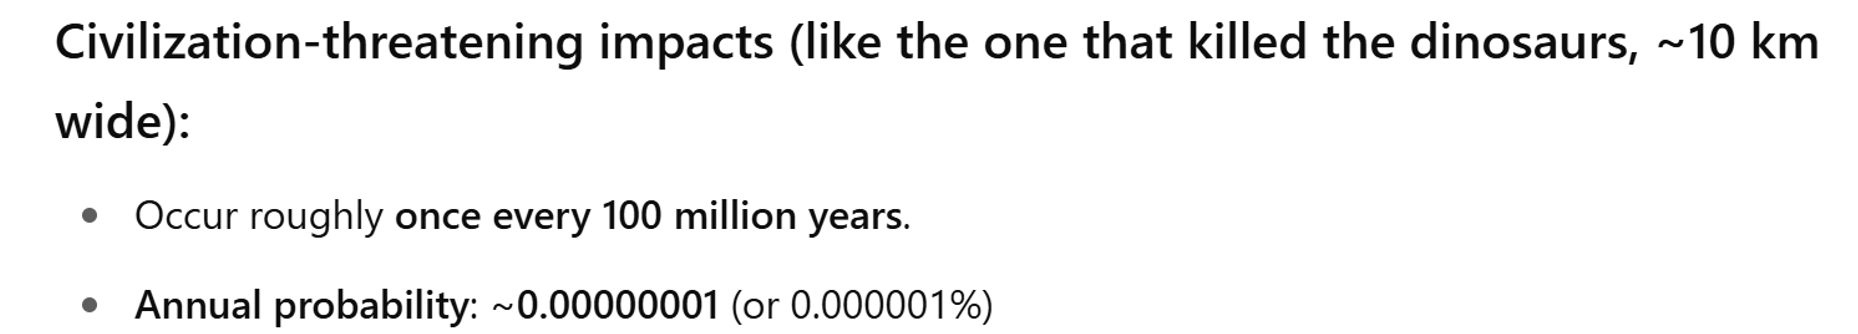 Civilization-threatening impacts (like the one that killed the dinosaurs, ~10 km
wide):
• Occur roughly once every 100 million years.
• Annual probability: ~0.00000001 (or 0.000001%)